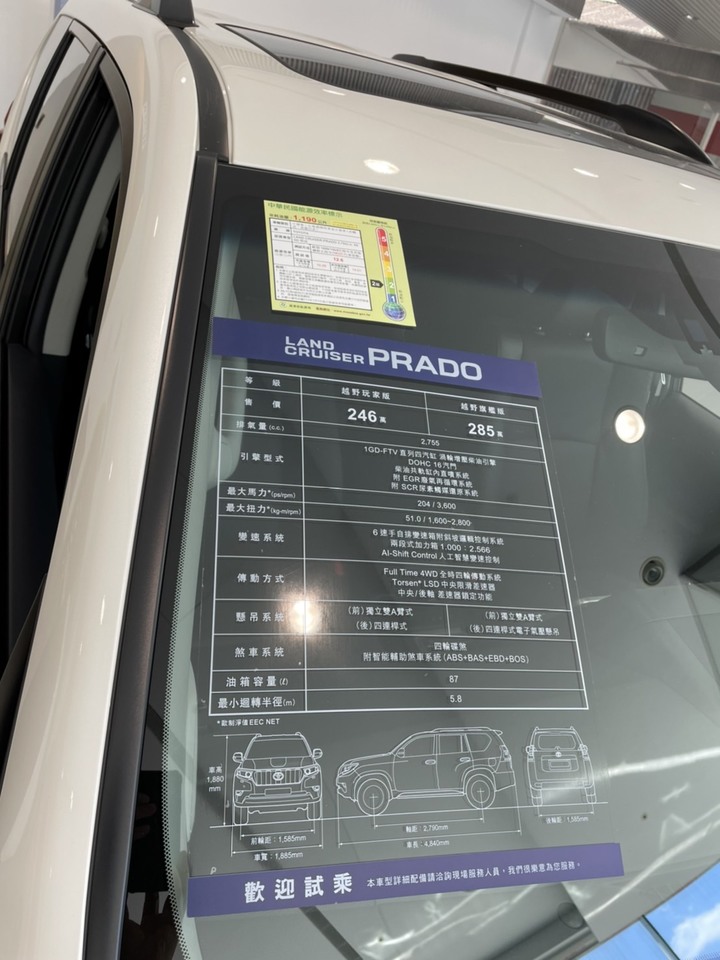 中華民國能源效率標示
1,190 公升
5
4
3
2
1
2級
LAND
CRUISER PRADO
等級 越野玩家版 越野旗艦版
售價 246萬 285萬
排氣量(c.c.) 2,755
引擎型式 1GD-FTV 直列四汽缸 渦輪增壓柴油引擎
DOHC 16汽門
柴油共軌缸內直噴系統
附 EGR廢氣再循環系統
附 SCR尿素觸媒還原系統
最大馬力*(ps/rpm) 204 / 3,600
最大扭力*(kg-m/rpm) 51.0 / 1,600~2,800
變速系統 6 速手自排變速箱附斜坡邏輯控制系統
兩段式加力箱 1.000:2.566
AI-Shift Control 人工智慧變速控制
傳動方式 Full Time 4WD 全時四輪傳動系統
Torsen* LSD 中央限滑差速器
中央/後軸 差速器鎖定功能
懸吊系統 (前)獨立雙A臂式 (前)獨立雙A臂式
(後)四連桿式 (後)四連桿式電子氣壓懸吊
煞車系統 四輪碟煞
附智能輔助煞車系統 (ABS+BAS+EBD+BOS)
油箱容量(ℓ) 87
最小迴轉半徑(m) 5.8
*歐制淨值EEC NET
車高
1,880
mm
前輪距:1,585mm
車寬:1,885mm
軸距:2,790mm
車長:4,840mm
後輪距:1,585mm
歡迎試乘 本車型詳細配備請洽詢現場服務人員,我們很樂意為您服務。